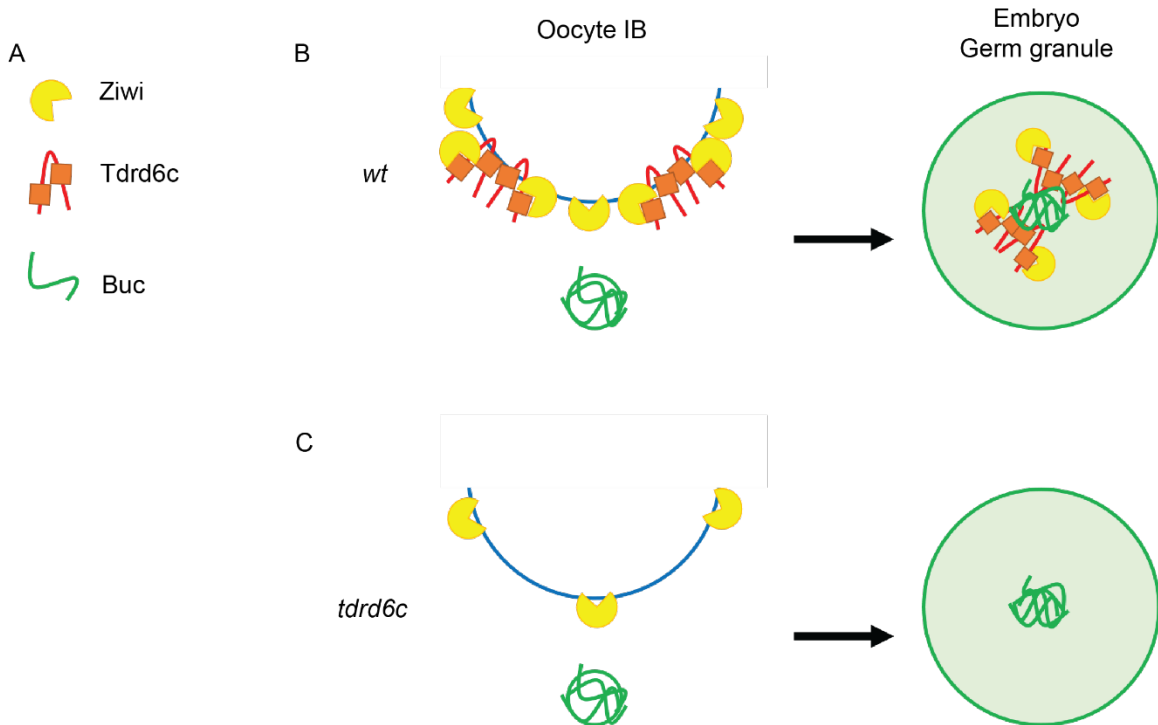 A
Ziwi
Tdrd6c
Buc
B
Oocyte IB
Embryo
Germ granule
wt
C
tdrd6c